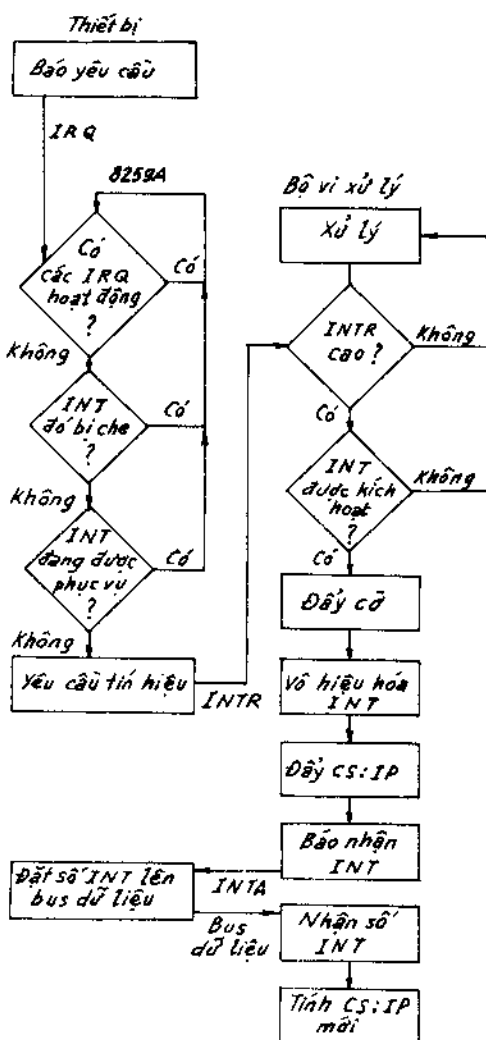 Thiết bị
Báo yêu cầu
IRQ
8259A
Có
các IRQ
hoạt động
?
Có
Không
INT
đó bị che
?
Có
Không
INT
đang được
phục vụ
?
Có
Không
Yêu cầu tín hiệu
INTR
Bộ vi xử lý
Xử lý
INTR
cao ?
Không
Có
INT
được kích
hoạt
?
Không
Có
Đẩy cờ
Vô hiệu hóa
INT
Đẩy CS:IP
Báo nhận
INT
INTA
Đặt số INT lên
bus dữ liệu
Bus
dữ liệu
Nhận số
INT
Tính CS:IP
mới